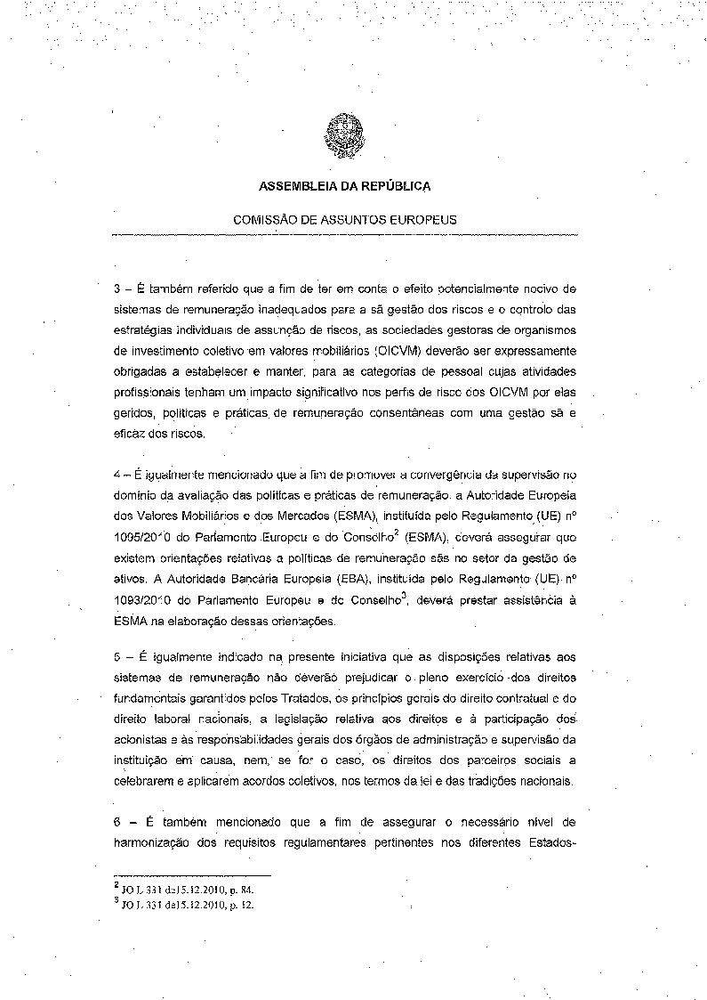 ASSEMBLEIA DA REPÚBLICA
COMISSÃO DE ASSUNTOS EUROPEUS
3 – É também referido que a fim de ter em conta o efeito potencialmente nocivo de
sistemas de remuneração inadequados para a sã gestão dos riscos e o controlo das
estratégias individuais de assunção de riscos, as sociedades gestoras de organismos
de investimento coletivo em valores mobiliários (OICVM) deverão ser expressamente
obrigadas a estabelecer e manter, para as categorias de pessoal cujas atividades
profissionais tenham um impacto significativo nos perfis de risco dos OICVM por elas
geridos, políticas e práticas de remuneração consentâneas com uma gestão sã e
eficaz dos riscos.
4 – É igualmente mencionado que a fim de promover a convergência da supervisão no
domínio da avaliação das políticas e práticas de remuneração, a Autoridade Europeia
dos Valores Mobiliários e dos Mercados (ESMA), instituída pelo Regulamento (UE) nº
1095/2010 do Parlamento Europeu e do Conselho² (ESMA), deverá assegurar que
existem orientações relativas a políticas de remuneração sãs no setor da gestão de
ativos. A Autoridade Bancária Europeia (EBA), instituída pelo Regulamento (UE) nº
1093/2010 do Parlamento Europeu e do Conselho³, deverá prestar assistência à
ESMA na elaboração dessas orientações.
5 – É igualmente indicado na presente iniciativa que as disposições relativas aos
sistemas de remuneração não deverão prejudicar o pleno exercício dos direitos
fundamentais garantidos pelos Tratados, os princípios gerais do direito contratual e do
direito laboral nacionais, a legislação relativa aos direitos e à participação dos
acionistas e às responsabilidades gerais dos órgãos de administração e supervisão da
instituição em causa, nem, se for o caso, os direitos dos parceiros sociais a
celebrarem e aplicarem acordos coletivos, nos termos da lei e das tradições nacionais.
6 – É também mencionado que a fim de assegurar o necessário nível de
harmonização dos requisitos regulamentares pertinentes nos diferentes Estados-
² JO L 331 de15.12.2010, p. 84.
³ JO L 331 de15.12.2010, p. 12.